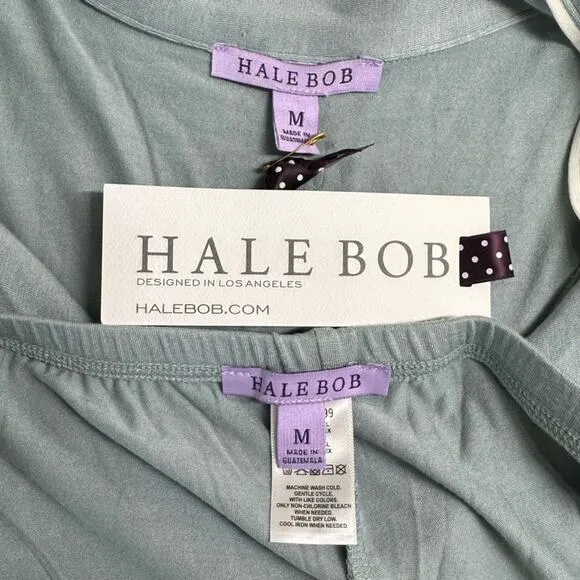 HALE BOB
M
MADE IN
GUATEMALA
HALE BOB
DESIGNED IN LOS ANGELES
HALEBOB.COM
HALE BOB
M
MADE IN
GUATEMALA
99
MACHINE WASH COLD.
GENTLE CYCLE,
WITH LIKE COLORS.
ONLY NON-CHLORINE BLEACH
WHEN NEEDED.
TUMBLE DRY LOW.
COOL IRON WHEN NEEDED.